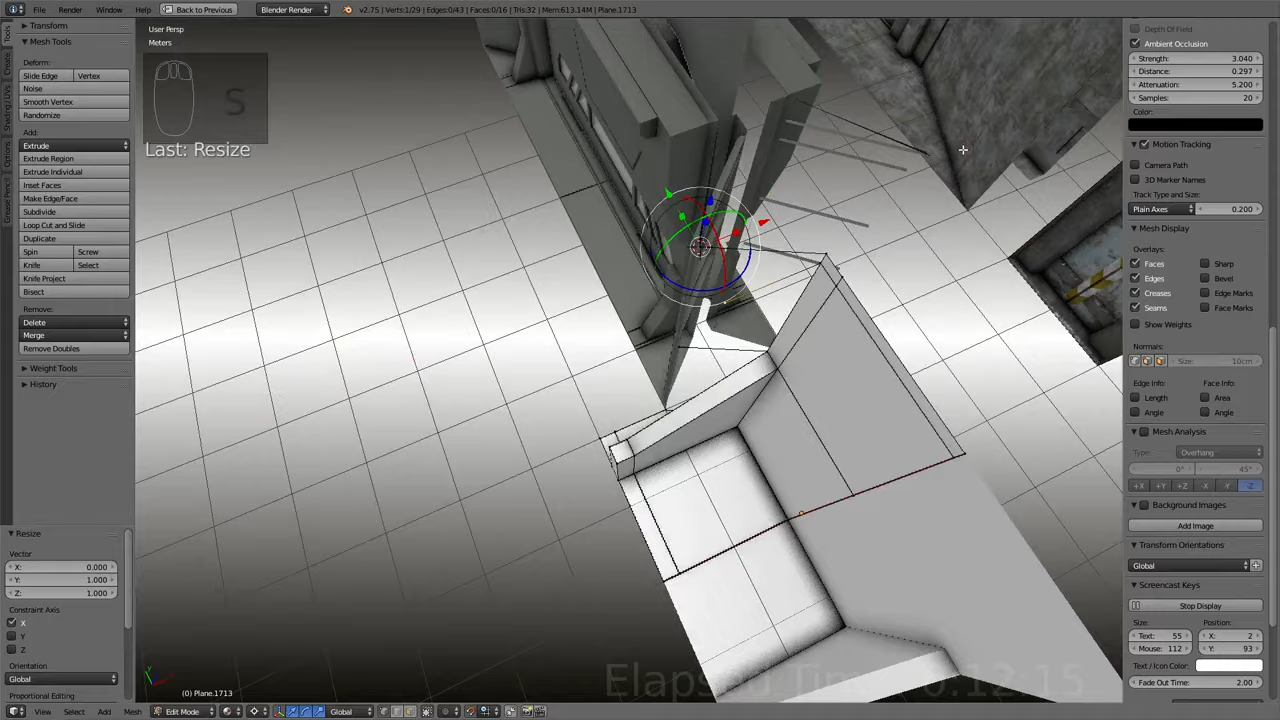 File Render Window Help Back to Previous Blender Render v2.75 | Verts:1/29 | Edges:0/43 | Faces:0/16 | Tris:32 | Mem:613.14M | Plane.1713
Transform
Mesh Tools
Deform:
Slide Edge Vertex
Noise
Smooth Vertex
Randomize
Add:
Extrude
Extrude Region
Extrude Individual
Inset Faces
Make Edge/Face
Subdivide
Loop Cut and Slide
Duplicate
Spin Screw
Knife Select
Knife Project
Bisect
Remove:
Delete
Merge
Remove Doubles
Weight Tools
History
Tools
Create
Shading / UVs
Options
Grease Pencil
Resize
Vector
X: 0.000
Y: 1.000
Z: 1.000
Constraint Axis
X
Y
Z
Orientation
Global
Proportional Editing
User Persp
Meters
S
Last: Resize
(0) Plane.1713
0:12:15
View Select Add Mesh Edit Mode Global
Depth Of Field
Ambient Occlusion
Strength: 3.040
Distance: 0.297
Attenuation: 5.200
Samples: 20
Color:
Motion Tracking
Camera Path
3D Marker Names
Track Type and Size:
Plain Axes 0.200
Mesh Display
Overlays:
Faces Sharp
Edges Bevel
Creases Edge Marks
Seams Face Marks
Show Weights
Normals:
Size: 10cm
Edge Info: Face Info:
Length Area
Angle Angle
Mesh Analysis
Type: Overhang
0° 45°
+X +Y +Z -X -Y -Z
Background Images
Add Image
Transform Orientations
Global
Screencast Keys
Stop Display
Size: Position:
Text: 55 X: 2
Mouse: 112 Y: 93
Text / Icon Color:
Fade Out Time: 2.00